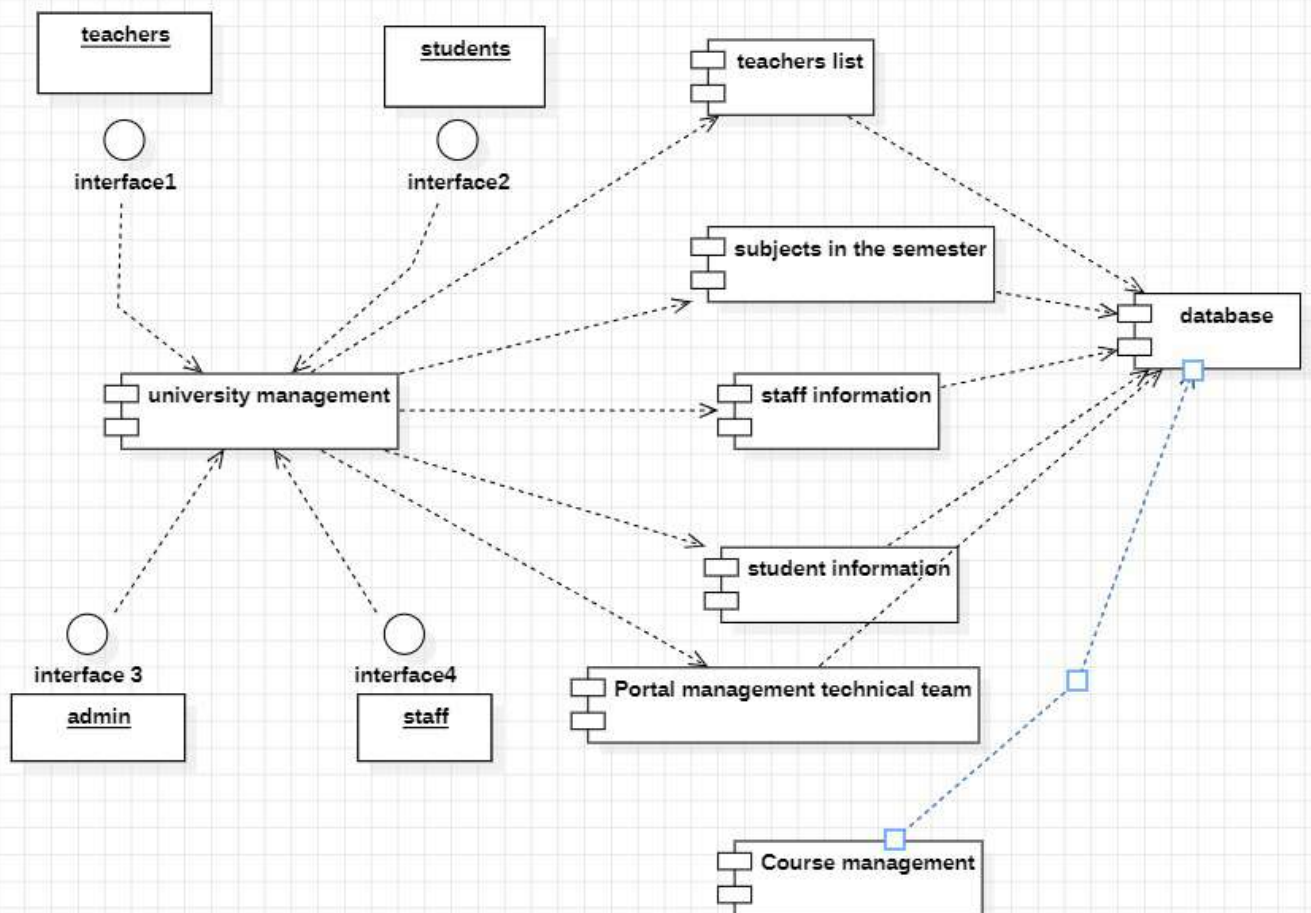 teachers
students
teachers list
interface1
interface2
subjects in the semester
database
university management
staff information
student information
interface 3
interface4
Portal management technical team
admin
staff
Course management